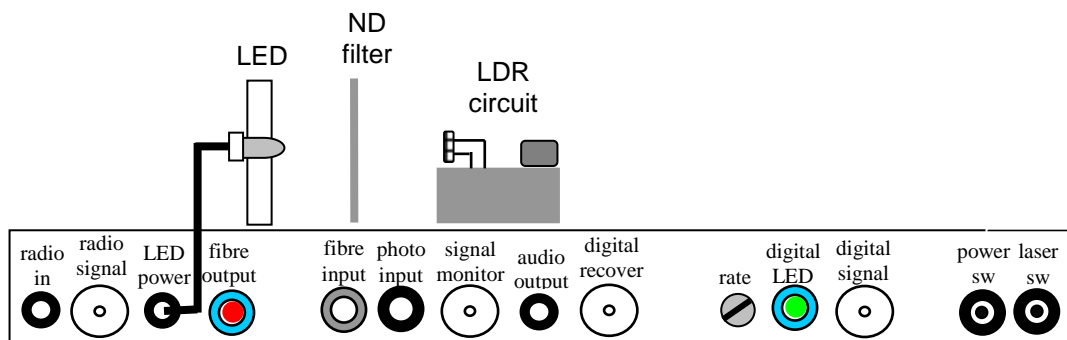 ND
filter
LED
LDR
circuit
radio
in
radio
signal
LED
power
fibre
output
fibre
input
photo
input
signal
monitor
audio
output
digital
recover
rate
digital
LED
digital
signal
power
sw
laser
sw